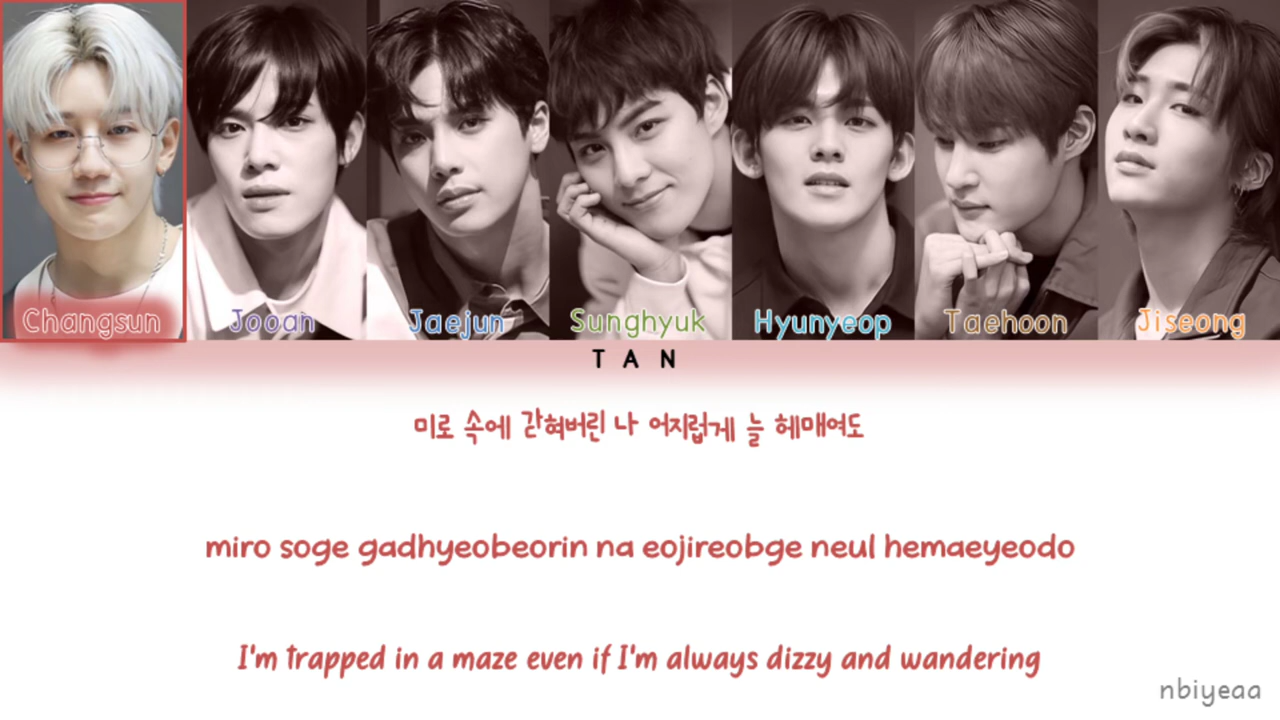 Changsun Jooan Jaejun Sunghyuk Hyunyeop Taehoon Jiseong
TAN
미로 속에 갇혀버린 나 어지럽게 늘 헤매여도
miro soge gadhyeobeorin na eojireobge neul hemaeyeodo
I'm trapped in a maze even if I'm always dizzy and wandering
nbiyeaa